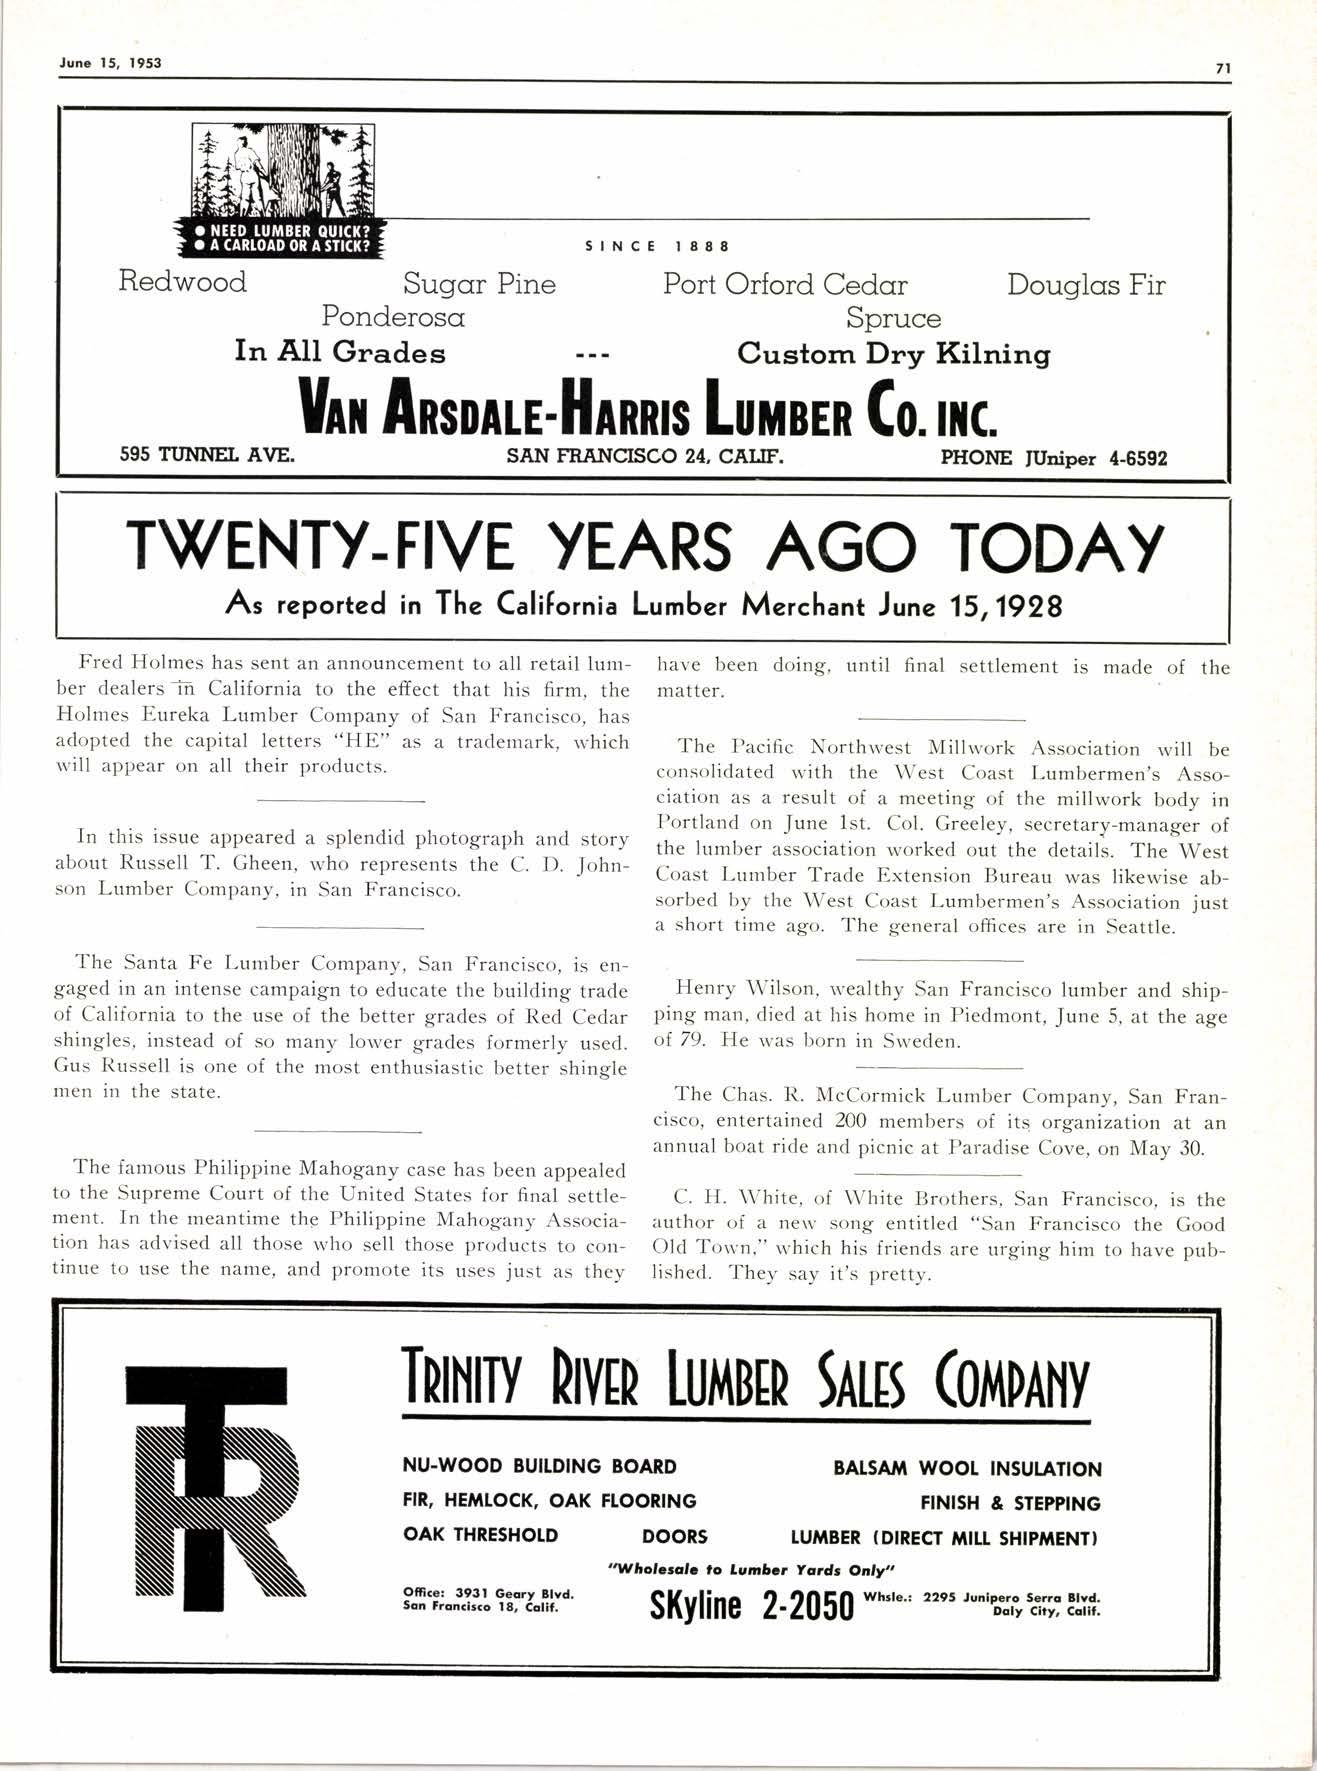 June 15, 1953
71
• NEED LUMBER QUICK?
• A CARLOAD OR A STICK?
SINCE 1888
Redwood Sugar Pine Port Orford Cedar Douglas Fir
Ponderosa Spruce
In All Grades --- Custom Dry Kilning
VAN ARSDALE-HARRIS LUMBER CO. INC.
595 TUNNEL AVE. SAN FRANCISCO 24, CALIF. PHONE JUniper 4-6592
TWENTY-FIVE YEARS AGO TODAY
As reported in The California Lumber Merchant June 15, 1928
Fred Holmes has sent an announcement to all retail lum-
ber dealers in California to the effect that his firm, the
Holmes Eureka Lumber Company of San Francisco, has
adopted the capital letters "HE" as a trademark, which
will appear on all their products.
In this issue appeared a splendid photograph and story
about Russell T. Gheen, who represents the C. D. John-
son Lumber Company, in San Francisco.
The Santa Fe Lumber Company, San Francisco, is en-
gaged in an intense campaign to educate the building trade
of California to the use of the better grades of Red Cedar
shingles, instead of so many lower grades formerly used.
Gus Russell is one of the most enthusiastic better shingle
men in the state.
The famous Philippine Mahogany case has been appealed
to the Supreme Court of the United States for final settle-
ment. In the meantime the Philippine Mahogany Associa-
tion has advised all those who sell those products to con-
tinue to use the name, and promote its uses just as they
have been doing, until final settlement is made of the
matter.
The Pacific Northwest Millwork Association will be
consolidated with the West Coast Lumbermen's Asso-
ciation as a result of a meeting of the millwork body in
Portland on June 1st. Col. Greeley, secretary-manager of
the lumber association worked out the details. The West
Coast Lumber Trade Extension Bureau was likewise ab-
sorbed by the West Coast Lumbermen's Association just
a short time ago. The general offices are in Seattle.
Henry Wilson, wealthy San Francisco lumber and ship-
ping man, died at his home in Piedmont, June 5, at the age
of 79. He was born in Sweden.
The Chas. R. McCormick Lumber Company, San Fran-
cisco, entertained 200 members of its organization at an
annual boat ride and picnic at Paradise Cove, on May 30.
C. H. White, of White Brothers, San Francisco, is the
author of a new song entitled "San Francisco the Good
Old Town," which his friends are urging him to have pub-
lished. They say it's pretty.
TR
TRINITY RIVER LUMBER SALES COMPANY
NU-WOOD BUILDING BOARD BALSAM WOOL INSULATION
FIR, HEMLOCK, OAK FLOORING FINISH & STEPPING
OAK THRESHOLD DOORS LUMBER (DIRECT MILL SHIPMENT)
"Wholesale to Lumber Yards Only"
Office: 3931 Geary Blvd.
San Francisco 18, Calif.
SKyline 2-2050
Whsle.: 2295 Junipero Serra Blvd.
Daly City, Calif.